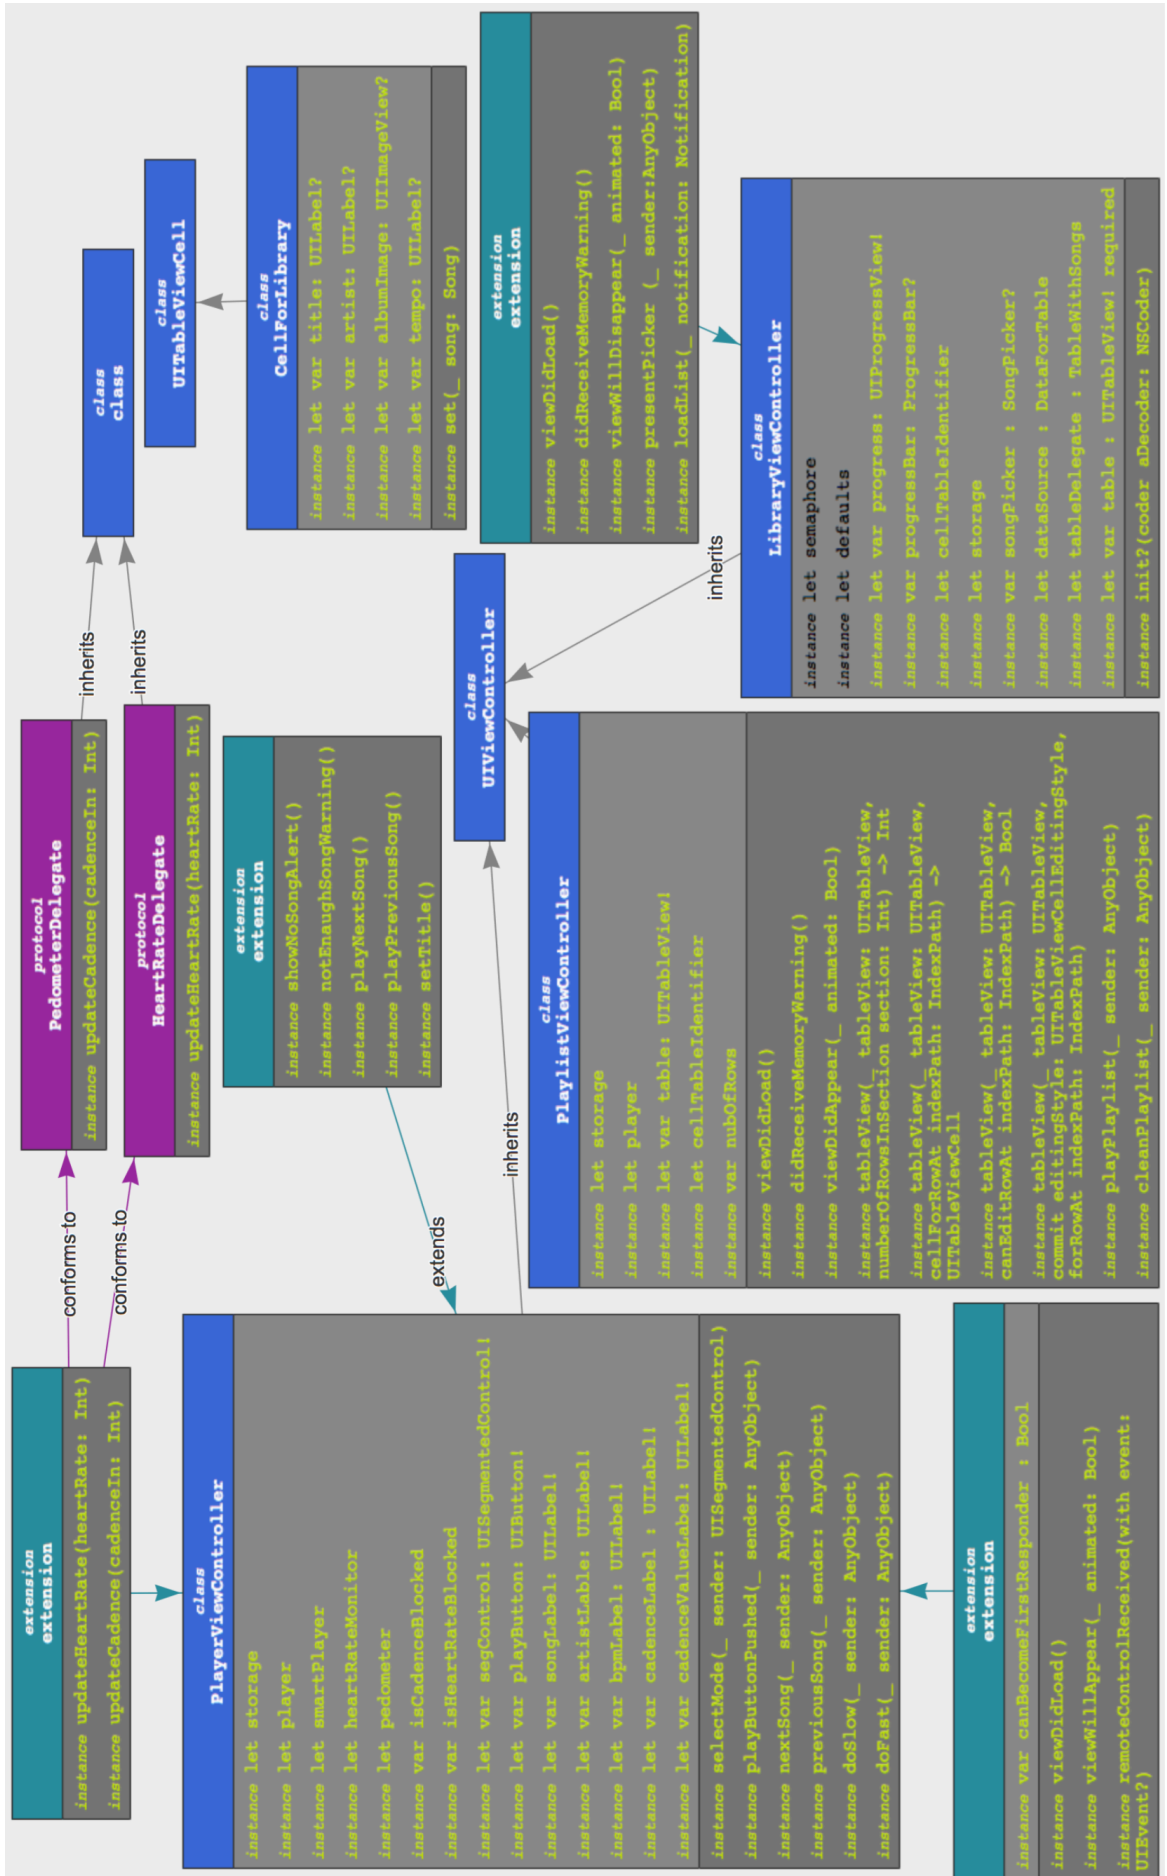 extension
extension
instance updateHeartRate(heartRate: Int)
instance updateCadence(cadenceIn: Int)
conforms to
conforms to
protocol
PedometerDelegate
instance updateCadence(cadenceIn: Int)
protocol
HeartRateDelegate
instance updateHeartRate(heartRate: Int)
inherits
inherits
class
class
class
UITableViewCell
class
CellForLibrary
instance let var title: UILabel?
instance let var artist: UILabel?
instance let var albumImage: UIImageView?
instance let var tempo: UILabel?
instance set(_ song: Song)
extension
extension
instance showNoSongAlert()
instance notEnaughSongWarning()
instance playNextSong()
instance playPreviousSong()
instance setTitle()
extends
class
PlayerViewController
instance let storage
instance let player
instance let smartPlayer
instance let heartRateMonitor
instance let pedometer
instance var isCadenceBlocked
instance var isHeartRateBlocked
instance let var segControl: UISegmentedControl!
instance let var playButton: UIButton!
instance let var songLabel: UILabel!
instance let var artistLable: UILabel!
instance let var bpmLabel: UILabel!
instance let var cadenceLabel : UILabel!
instance let var cadenceValueLabel: UILabel!
instance selectMode(_ sender: UISegmentedControl)
instance playButtonPushed(_ sender: AnyObject)
instance nextSong(_ sender: AnyObject)
instance previousSong(_ sender: AnyObject)
instance doSlow(_ sender: AnyObject)
instance doFast(_ sender: AnyObject)
inherits
class
UIViewController
extension
extension
instance viewDidLoad()
instance didReceiveMemoryWarning()
instance viewWillDisappear(_ animated: Bool)
instance presentPicker (_ sender:AnyObject)
instance loadList(_ notification: Notification)
inherits
class
PlaylistViewController
instance let storage
instance let player
instance let var table: UITableView!
instance let cellTableIdentifier
instance var nubOfRows
instance viewDidLoad()
instance didReceiveMemoryWarning()
instance viewDidAppear(_ animated: Bool)
instance tableView(_ tableView: UITableView,
numberOfRowsInSection section: Int) -> Int
instance tableView(_ tableView: UITableView,
cellForRowAt indexPath: IndexPath) ->
UITableViewCell
instance tableView(_ tableView: UITableView,
canEditRowAt indexPath: IndexPath) -> Bool
instance tableView(_ tableView: UITableView,
commit editingStyle: UITableViewCellEditingStyle,
forRowAt indexPath: IndexPath)
instance playPlaylist(_ sender: AnyObject)
instance cleanPlaylist(_ sender: AnyObject)
class
LibraryViewController
instance let semaphore
instance let defaults
instance let var progress: UIProgressView!
instance var progressBar: ProgressBar?
instance let cellTableIdentifier
instance let storage
instance var songPicker : SongPicker?
instance let dataSource : DataForTable
instance let tableDelegate : TableWithSongs
instance let var table : UITableView! required
instance init?(coder aDecoder: NSCoder)
extension
extension
instance var canBecomeFirstResponder : Bool
instance viewDidLoad()
instance viewWillAppear(_ animated: Bool)
instance remoteControlReceived(with event:
UIEvent?)